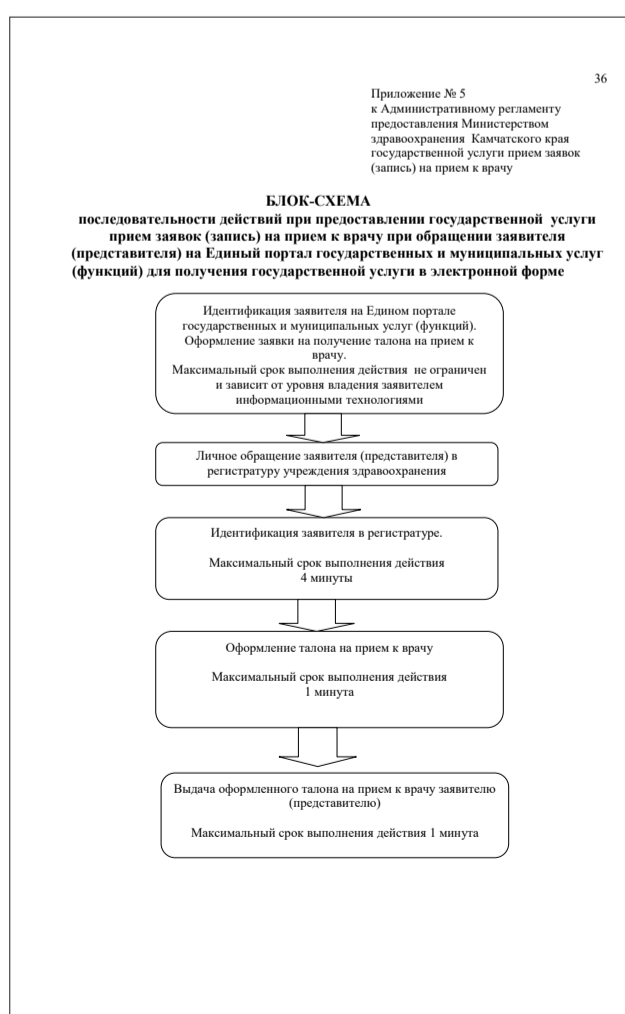 36
Приложение № 5
к Административному регламенту
предоставления Министерством
здравоохранения Камчатского края
государственной услуги прием заявок
(запись) на прием к врачу
БЛОК-СХЕМА
последовательности действий при предоставлении государственной услуги
прием заявок (запись) на прием к врачу при обращении заявителя
(представителя) на Единый портал государственных и муниципальных услуг
(функций) для получения государственной услуги в электронной форме
Идентификация заявителя на Едином портале
государственных и муниципальных услуг (функций).
Оформление заявки на получение талона на прием к
врачу.
Максимальный срок выполнения действия не ограничен
и зависит от уровня владения заявителем
информационными технологиями
Личное обращение заявителя (представителя) в
регистратуру учреждения здравоохранения
Идентификация заявителя в регистратуре.
Максимальный срок выполнения действия
4 минуты
Оформление талона на прием к врачу
Максимальный срок выполнения действия
1 минута
Выдача оформленного талона на прием к врачу заявителю
(представителю)
Максимальный срок выполнения действия 1 минута